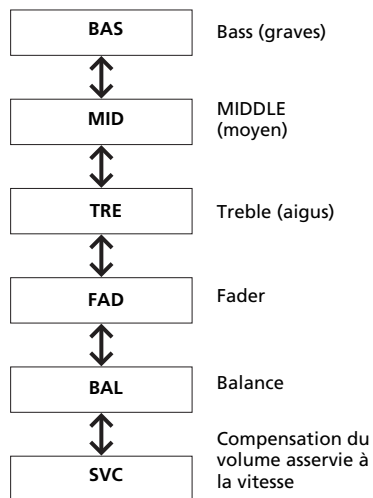 BAS
Bass (graves)
MID
MIDDLE
(moyen)
TRE
Treble (aigus)
FAD
Fader
BAL
Balance
SVC
Compensation du
volume asservie à
la vitesse